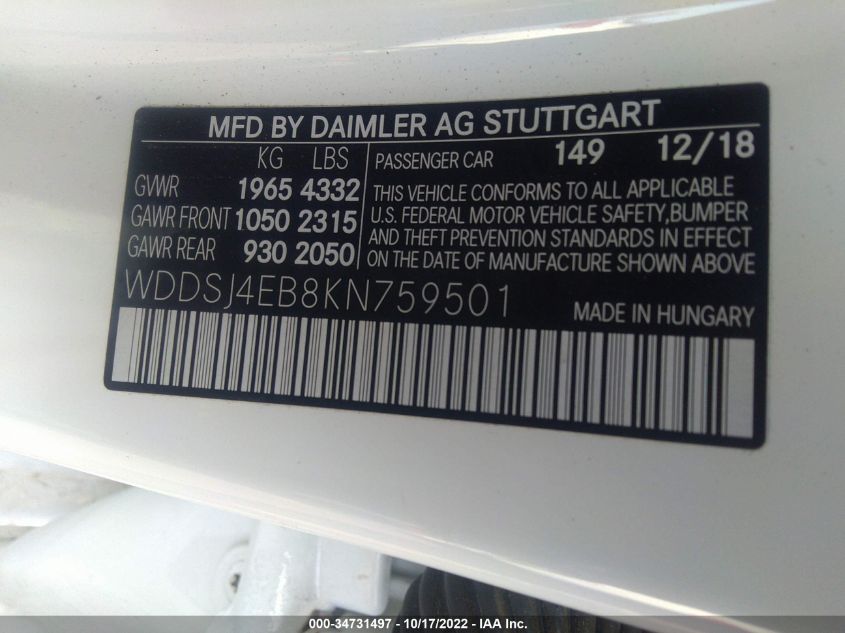 MFD BY DAIMLER AG STUTTGART
KG LBS
GVWR 1965 4332
GAWR FRONT 1050 2315
GAWR REAR 930 2050
PASSENGER CAR 149 12/18
THIS VEHICLE CONFORMS TO ALL APPLICABLE
U.S. FEDERAL MOTOR VEHICLE SAFETY,BUMPER
AND THEFT PREVENTION STANDARDS IN EFFECT
ON THE DATE OF MANUFACTURE SHOWN ABOVE.
WDDSJ4EB8KN759501
MADE IN HUNGARY
000-34731497 - 10/17/2022 - IAA Inc.